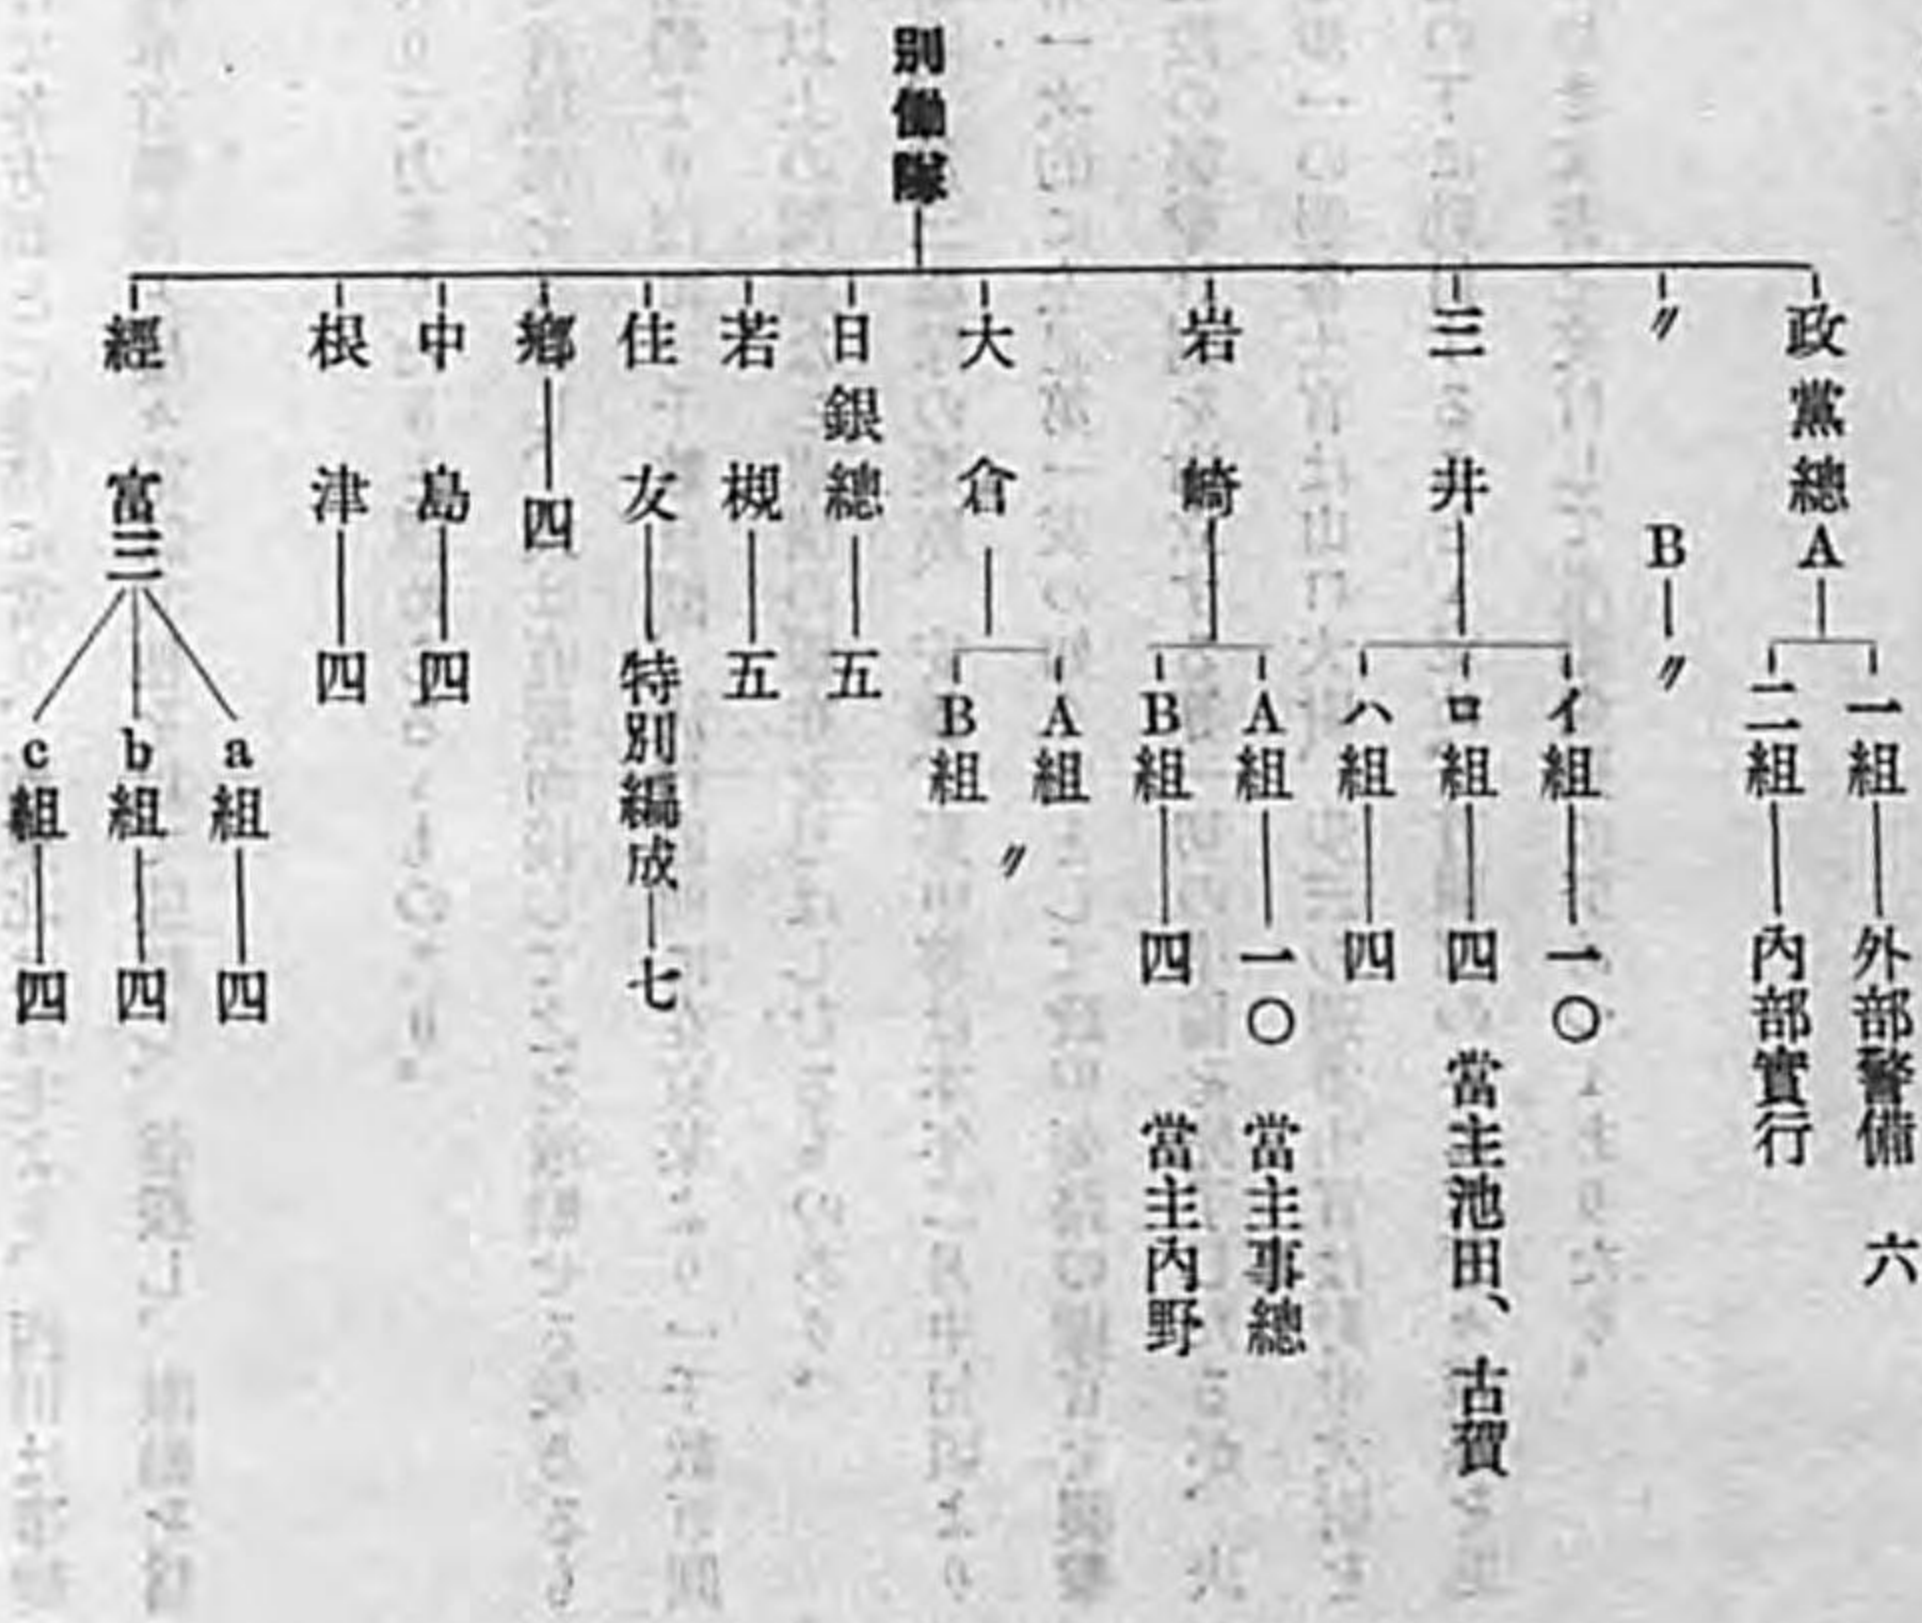 別働隊
政黨總A
一組 外部警備 六
二組 內部實行
〃 B 〃
三井
イ組 一〇
ロ組 四 當主池田、古賀
ハ組 四
岩崎
A組 一〇 當主事總
B組 四 當主內野
大倉
A組
B組
〃
日銀總 五
若槻 五
住友 特別編成 七
鄕 四
中島 四
根津 四
經富三
a組 四
b組 四
c組 四